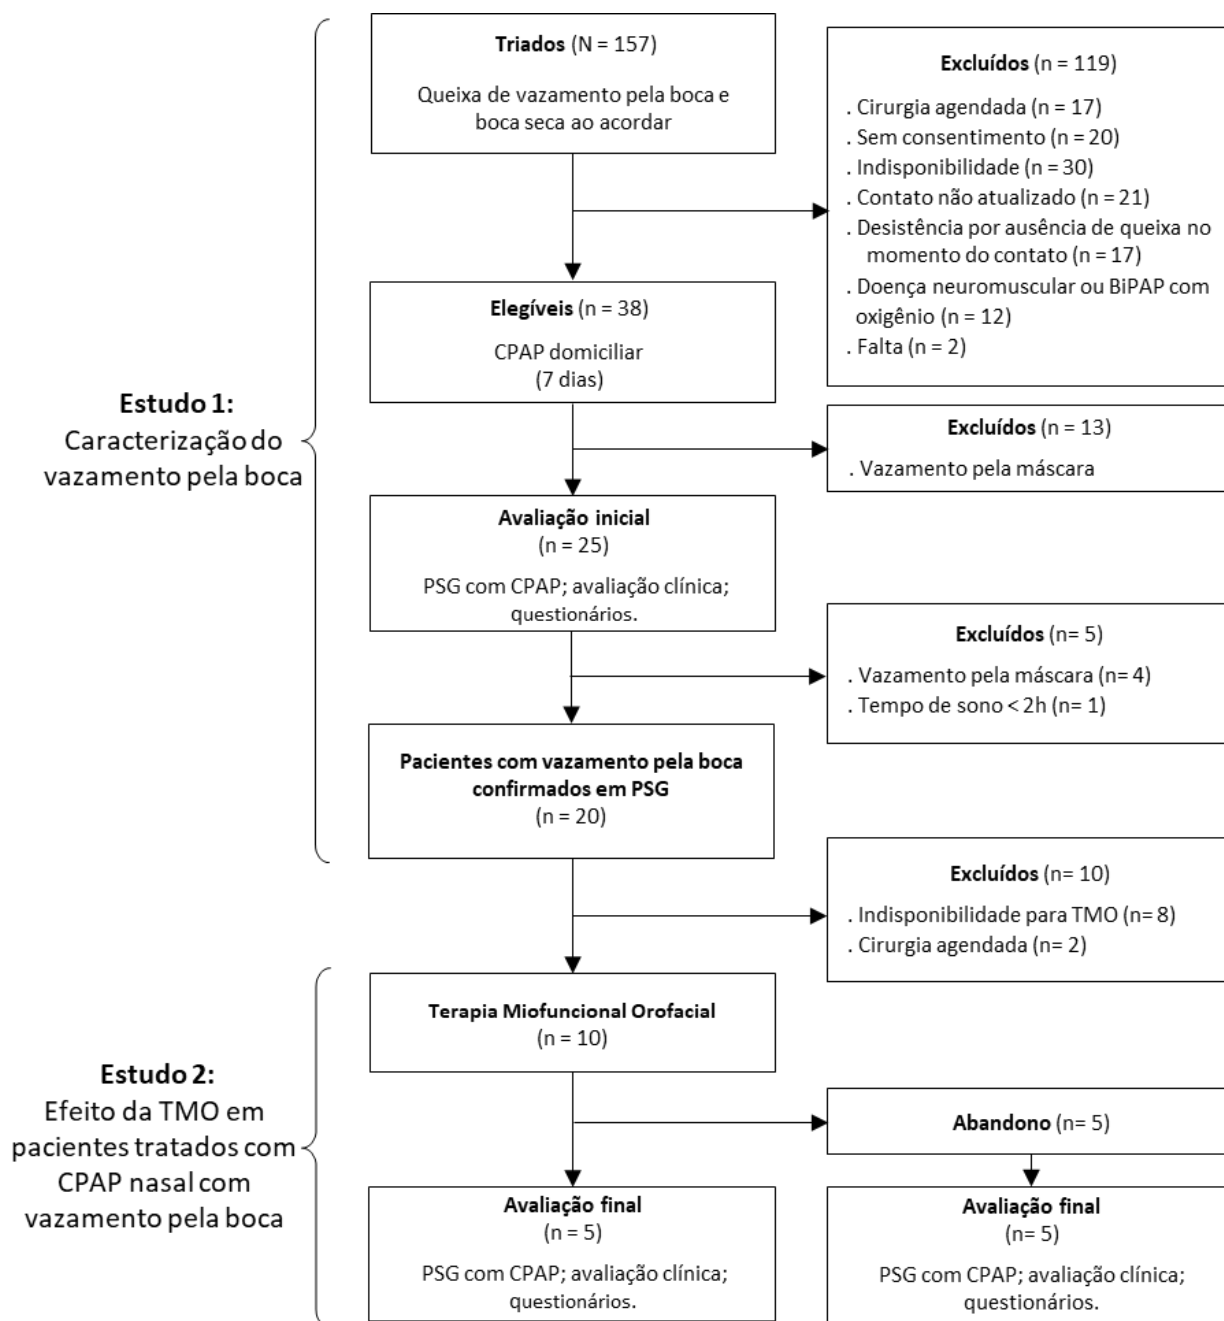 Triados (N = 157)
Queixa de vazamento pela boca e
boca seca ao acordar
Excluídos (n = 119)
. Cirurgia agendada (n = 17)
. Sem consentimento (n = 20)
. Indisponibilidade (n = 30)
. Contato não atualizado (n = 21)
. Desistência por ausência de queixa no
momento do contato (n = 17)
. Doença neuromuscular ou BiPAP com
oxigênio (n = 12)
. Falta (n = 2)
Elegíveis (n = 38)
CPAP domiciliar
(7 dias)
Estudo 1:
Caracterização do
vazamento pela boca
Excluídos (n = 13)
. Vazamento pela máscara
Avaliação inicial
(n = 25)
PSG com CPAP; avaliação clínica;
questionários.
Excluídos (n= 5)
. Vazamento pela máscara (n= 4)
. Tempo de sono < 2h (n= 1)
Pacientes com vazamento pela boca
confirmados em PSG
(n = 20)
Excluídos (n= 10)
. Indisponibilidade para TMO (n= 8)
. Cirurgia agendada (n= 2)
Terapia Miofuncional Orofacial
(n = 10)
Estudo 2:
Efeito da TMO em
pacientes tratados com
CPAP nasal com
vazamento pela boca
Abandono (n= 5)
Avaliação final
(n = 5)
PSG com CPAP; avaliação clínica;
questionários.
Avaliação final
(n= 5)
PSG com CPAP; avaliação clínica;
questionários.